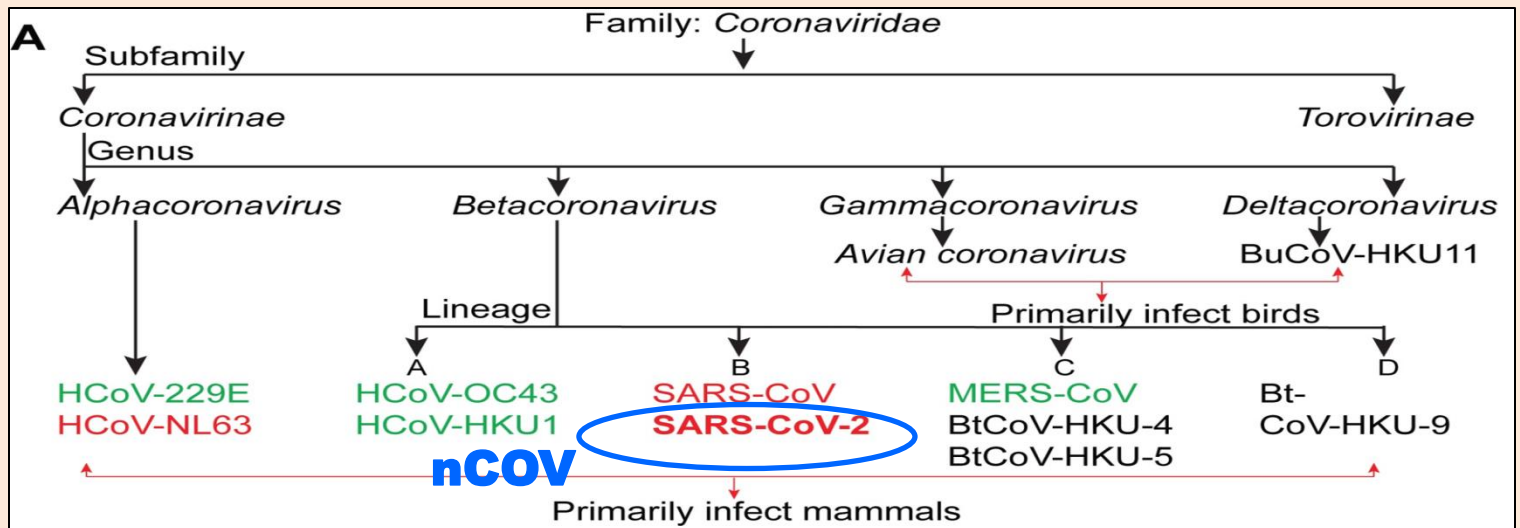 A
Family: Coronaviridae
Subfamily
Coronavirinae
Torovirinae
Genus
Alphacoronavirus
Betacoronavirus
Gammacoronavirus
Deltacoronavirus
Avian coronavirus
BuCoV-HKU11
Lineage
Primarily infect birds
A
B
C
D
HCoV-229E
HCoV-NL63
HCoV-OC43
HCoV-HKU1
SARS-CoV
SARS-CoV-2
MERS-CoV
BtCoV-HKU-4
BtCoV-HKU-5
Bt-
CoV-HKU-9
nCOV
Primarily infect mammals